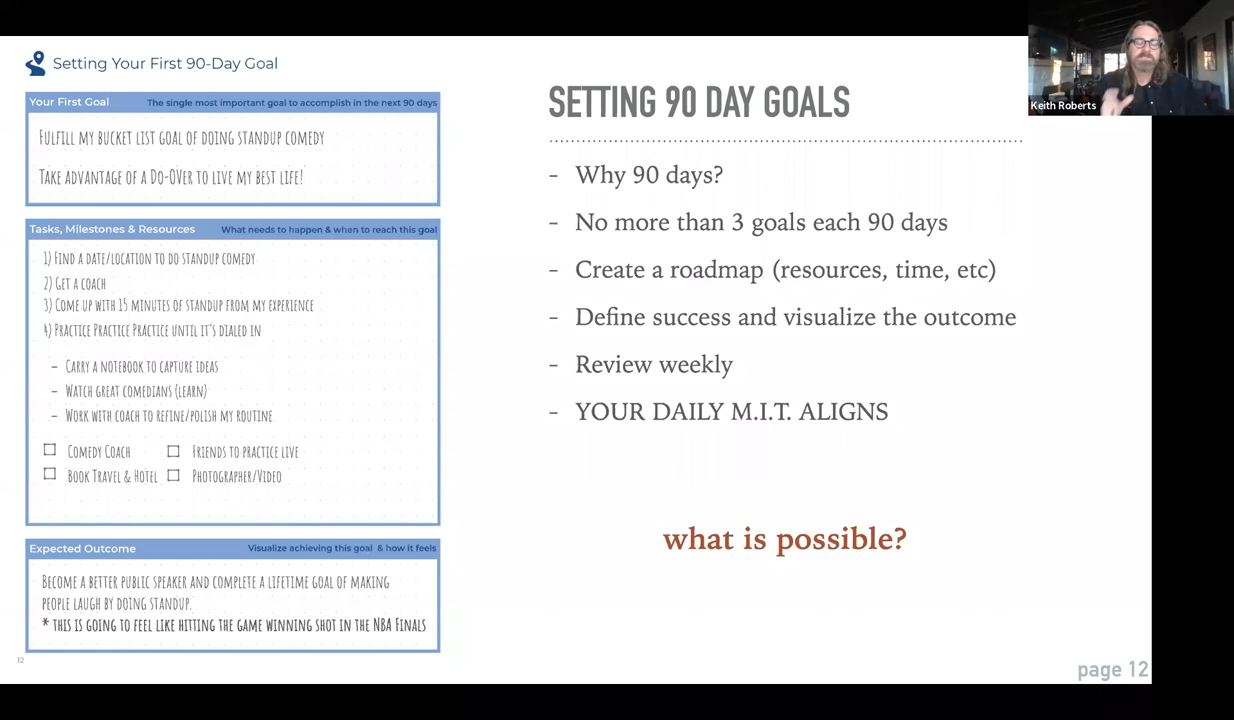 Setting Your First 90-Day Goal
Your First Goal The single most important goal to accomplish in the next 90 days
FULFILL MY BUCKET LIST GOAL OF DOING STANDUP COMEDY
TAKE ADVANTAGE OF A DO-OVER TO LIVE MY BEST LIFE!
Tasks, Milestones & Resources What needs to happen & when to reach this goal
1) FIND A DATE/LOCATION TO DO STANDUP COMEDY
2) GET A COACH
3) COME UP WITH 15 MINUTES OF STANDUP FROM MY EXPERIENCE
4) PRACTICE PRACTICE PRACTICE UNTIL IT'S DIALED IN
- CARRY A NOTEBOOK TO CAPTURE IDEAS
- WATCH GREAT COMEDIANS (LEARN)
- WORK WITH COACH TO REFINE/POLISH MY ROUTINE
COMEDY COACH FRIENDS TO PRACTICE LIVE
BOOK TRAVEL & HOTEL PHOTOGRAPHER/VIDEO
Expected Outcome Visualize achieving this goal & how it feels
BECOME A BETTER PUBLIC SPEAKER AND COMPLETE A LIFETIME GOAL OF MAKING
PEOPLE LAUGH BY DOING STANDUP.
* THIS IS GOING TO FEEL LIKE HITTING THE GAME WINNING SHOT IN THE NBA FINALS
12
SETTING 90 DAY GOALS
- Why 90 days?
- No more than 3 goals each 90 days
- Create a roadmap (resources, time, etc)
- Define success and visualize the outcome
- Review weekly
- YOUR DAILY M.I.T. ALIGNS
what is possible?
page 12
Keith Roberts